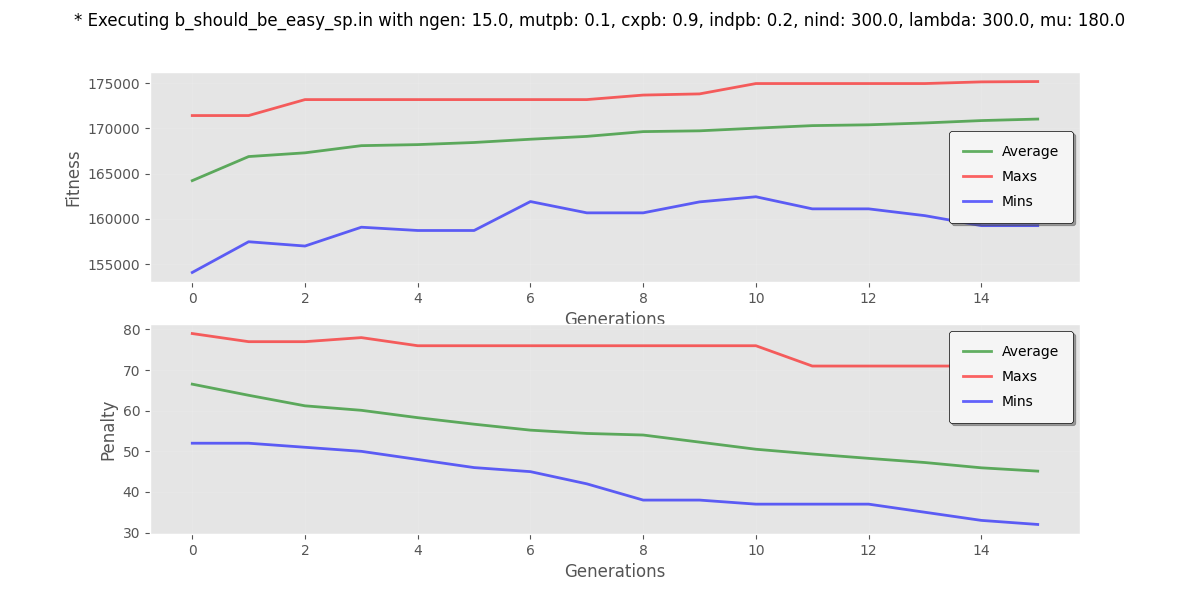 * Executing b_should_be_easy_sp.in with ngen: 15.0, mutpb: 0.1, cxpb: 0.9, indpb: 0.2, nind: 300.0, lambda: 300.0, mu: 180.0
175000
170000
165000
160000
155000
Fitness
Average
Maxs
Mins
0 2 4 6 8 10 12 14
Generations
80
70
60
50
40
30
Penalty
Average
Maxs
Mins
0 2 4 6 8 10 12 14
Generations